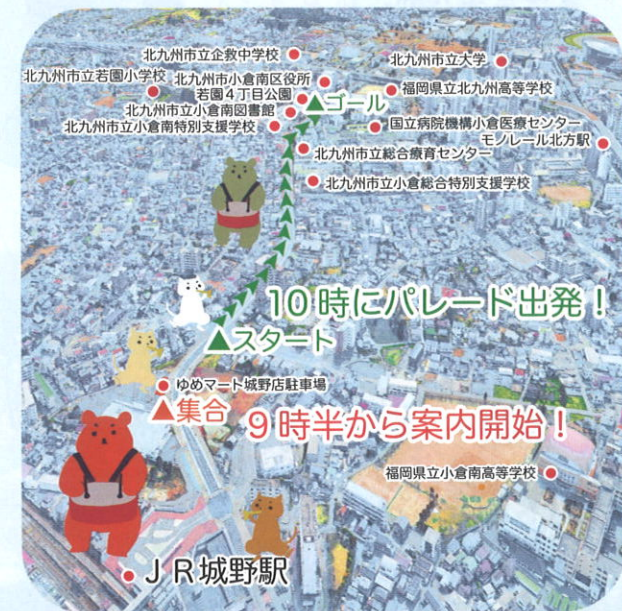 北九州市立企救中学校
北九州市立大学
北九州市立若園小学校
北九州市小倉南区役所
若園4丁目公園
福岡県立北九州高等学校
▲ゴール
北九州市立小倉南図書館
北九州市立小倉南特別支援学校
国立病院機構小倉医療センター
モノレール北方駅
北九州市立総合療育センター
北九州市立小倉総合特別支援学校
10時にパレード出発！
▲スタート
ゆめマート城野店駐車場
▲集合
9時半から案内開始！
福岡県立小倉南高等学校
JR城野駅